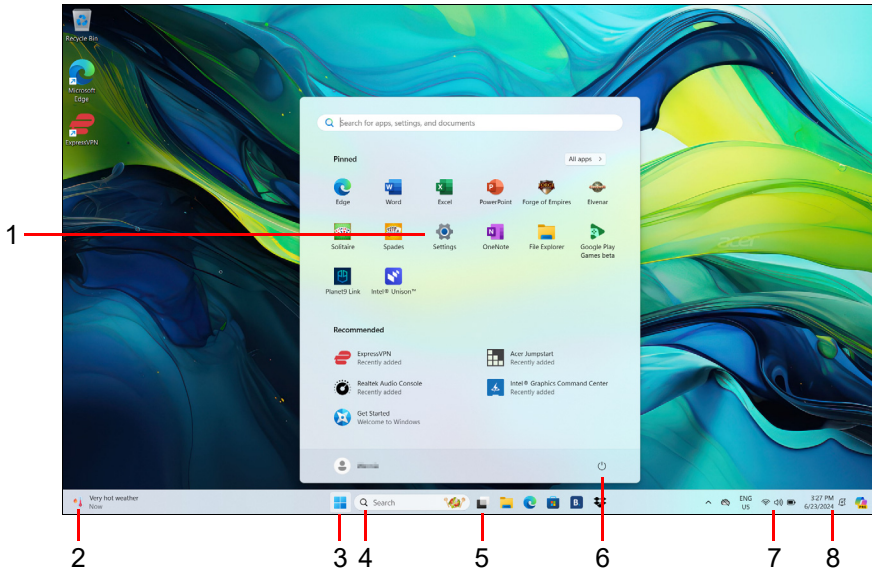 Recycle Bin
Microsoft
Edge
ExpressVPN
Search for apps, settings, and documents
Pinned
All apps >
Edge
Word
Excel
PowerPoint
Forge of Empires
Elvenar
1
Solitaire
Spades
Settings
OneNote
File Explorer
Google Play
Games beta
acer
Planet9 Link
Intel® Unison™
Recommended
ExpressVPN
Recently added
Acer Jumpstart
Recently added
Realtek Audio Console
Recently added
Intel® Graphics Command Center
Recently added
Get Started
Welcome to Windows
Very hot weather
Now
Search
ENG
US
3:27 PM
6/23/2024
2
3
4
5
6
7
8